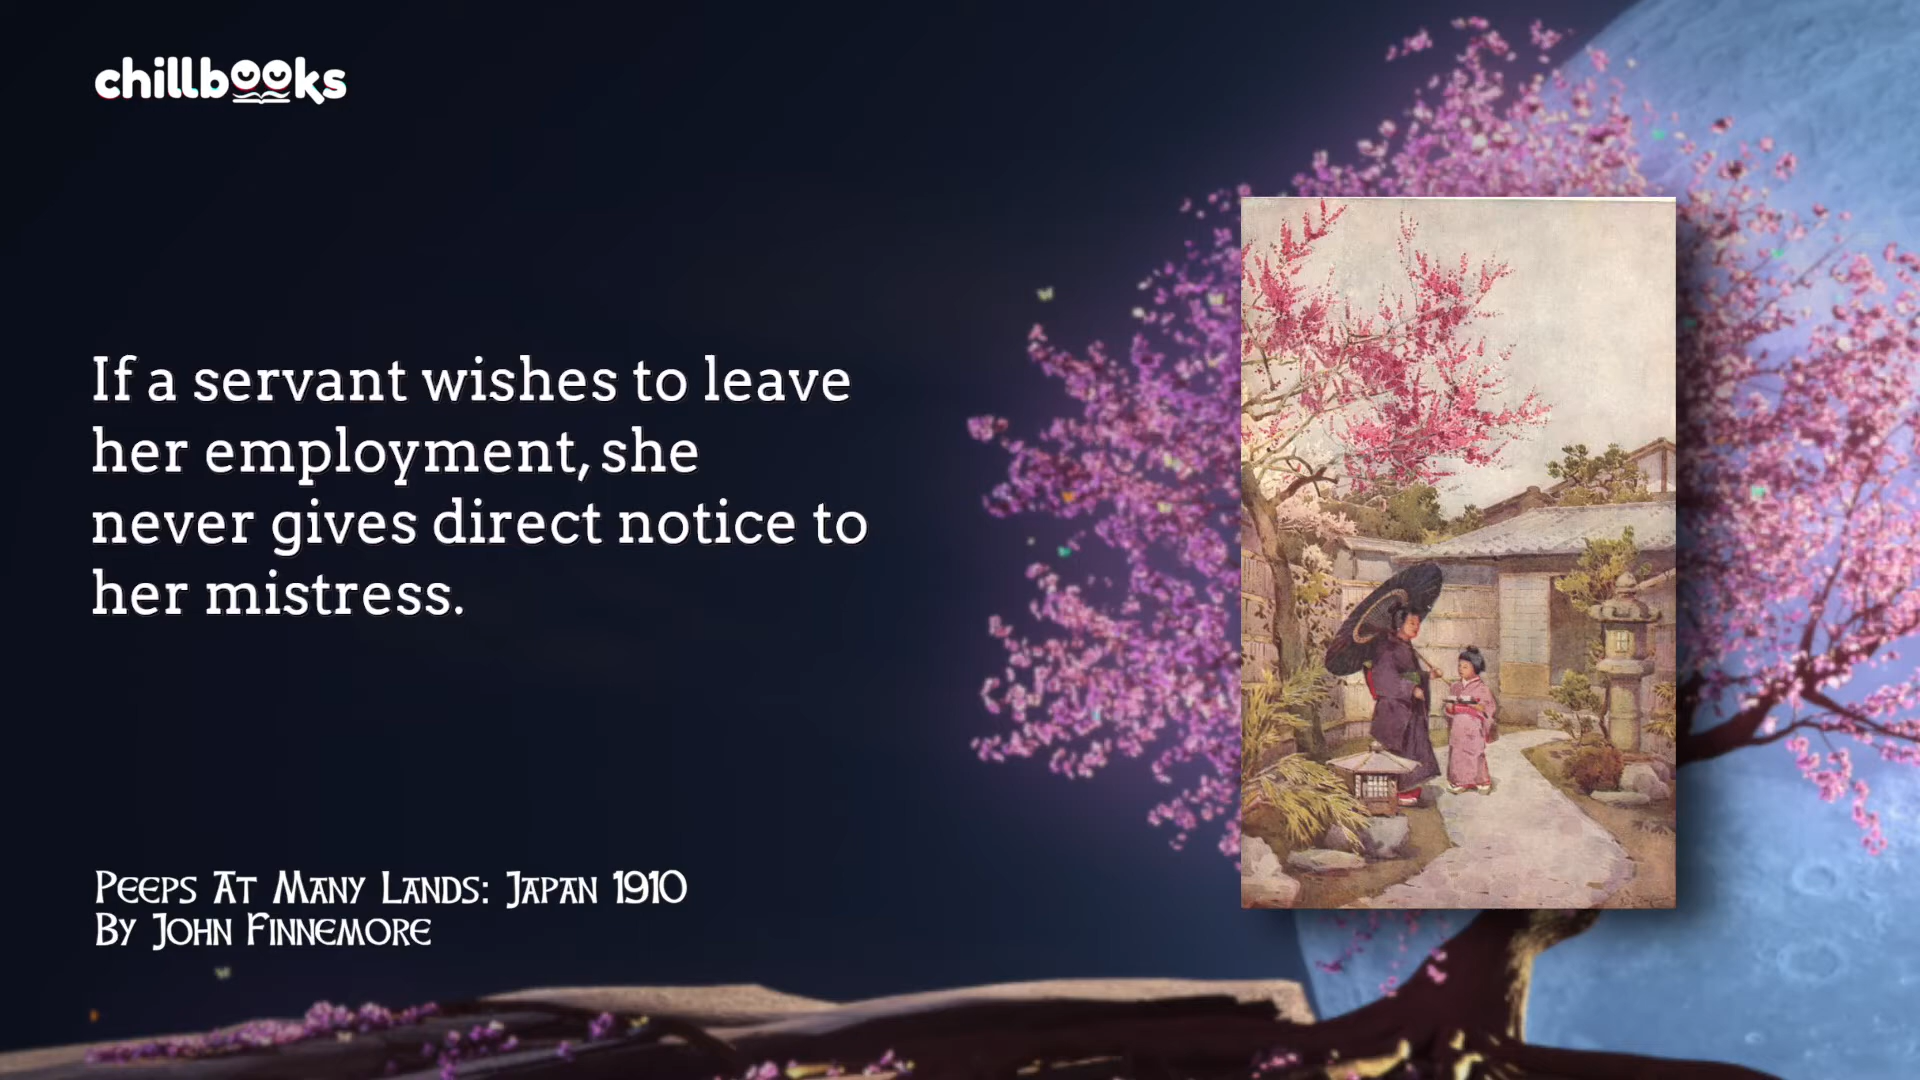 chillbooks
If a servant wishes to leave
her employment, she
never gives direct notice to
her mistress.
Peeps At Many Lands: Japan 1910
By John Finnemore